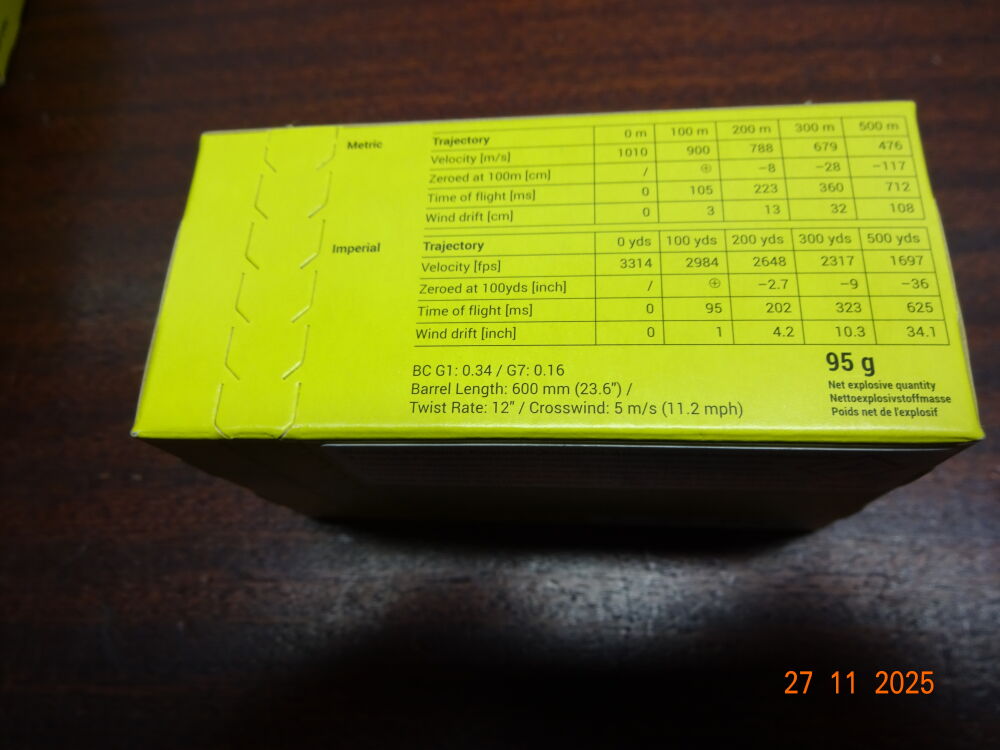 Metric
Trajectory 0 m 100 m 200 m 300 m 500 m
Velocity [m/s] 1010 900 788 679 476
Zeroed at 100m [cm] / ⊕ −8 −28 −117
Time of flight [ms] 0 105 223 360 712
Wind drift [cm] 0 3 13 32 108
Imperial
Trajectory 0 yds 100 yds 200 yds 300 yds 500 yds
Velocity [fps] 3314 2984 2648 2317 1697
Zeroed at 100yds [inch] / ⊕ −2.7 −9 −36
Time of flight [ms] 0 95 202 323 625
Wind drift [inch] 0 1 4.2 10.3 34.1
BC G1: 0.34 / G7: 0.16
Barrel Length: 600 mm (23.6") /
Twist Rate: 12" / Crosswind: 5 m/s (11.2 mph)
95 g
Net explosive quantity
Nettoexplosivstoffmasse
Poids net de l'explosif
27 11 2025